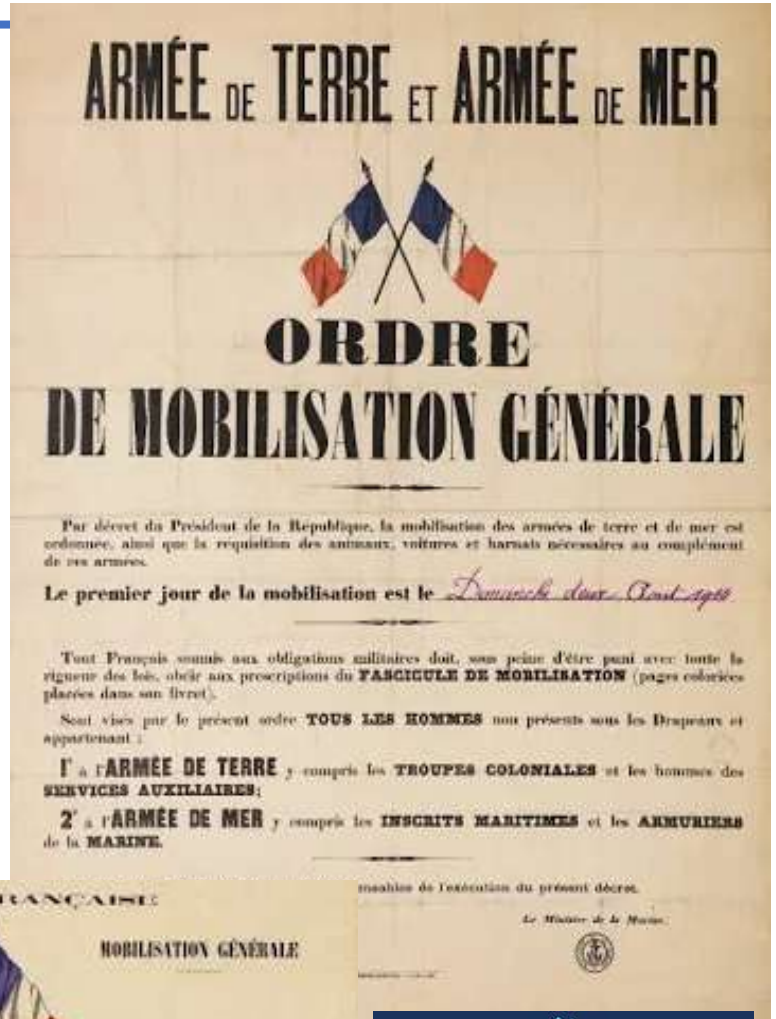 ARMÉE DE TERRE ET ARMÉE DE MER
ORDRE
DE MOBILISATION GÉNÉRALE
Par décret du Président de la République, la mobilisation des armées de terre et de mer est
ordonnée, ainsi que la réquisition des animaux, voitures et harnais nécessaires au complément
de ces armées.
Le premier jour de la mobilisation est le Dimanche deux Août 1914
Tout Français soumis aux obligations militaires doit, sous peine d'être puni avec toute la
rigueur des lois, obéir aux prescriptions du FASCICULE DE MOBILISATION (pages coloriées
placées dans son livret).
Sont visés par le présent ordre TOUS LES HOMMES non présents sous les Drapeaux et
appartenant :
1° à l'ARMÉE DE TERRE y compris les TROUPES COLONIALES et les hommes des
SERVICES AUXILIAIRES;
2° à l'ARMÉE DE MER y compris les INSCRITS MARITIMES et les ARMURIERS
de la MARINE.
de l'exécution du présent décret.
Le Ministre de la Marine,
RANÇAISE
MOBILISATION GÉNÉRALE